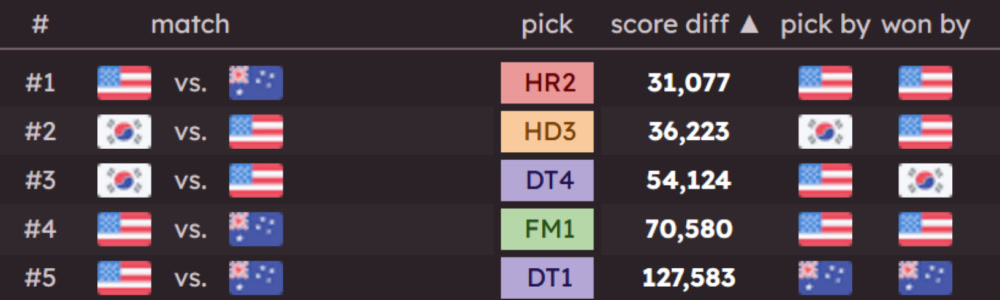 # match pick score diff ▲ pick by won by
#1 vs. HR2 31,077
#2 vs. HD3 36,223
#3 vs. DT4 54,124
#4 vs. FM1 70,580
#5 vs. DT1 127,583